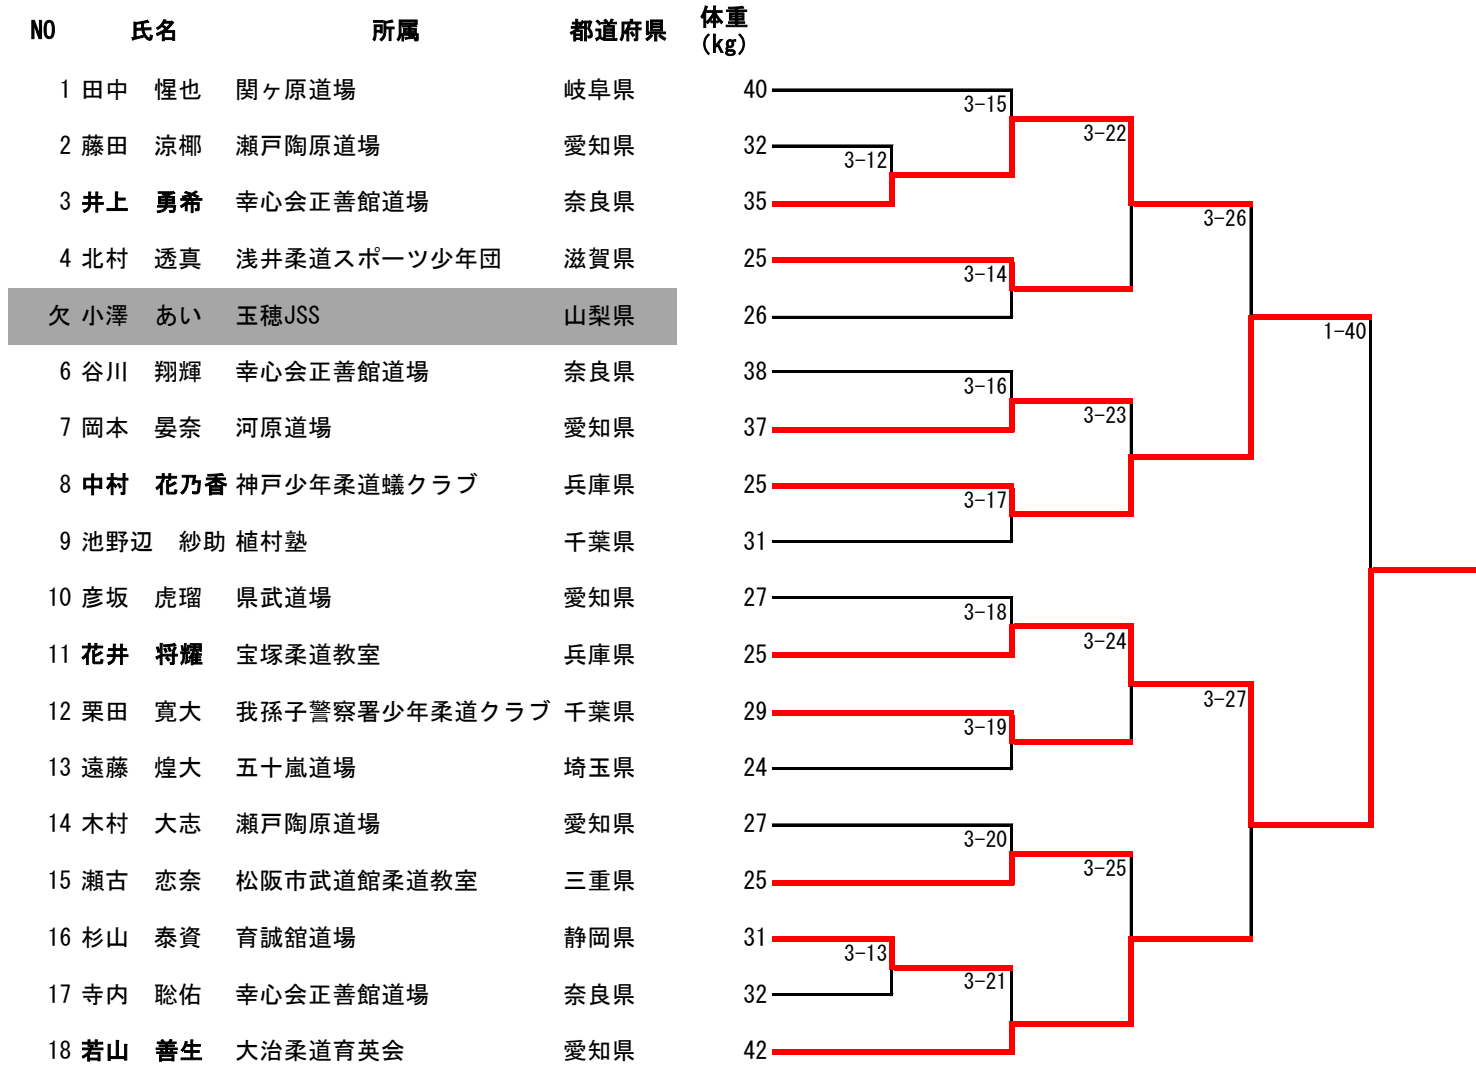 NO 氏名 所属 都道府県 体重(kg)
1 田中 惺也 関ヶ原道場 岐阜県 40
3-15
3-22
2 藤田 涼椰 瀬戸陶原道場 愛知県 32
3-12
3 井上 勇希 幸心会正善館道場 奈良県 35
3-26
4 北村 透真 浅井柔道スポーツ少年団 滋賀県 25
3-14
欠 小澤 あい 玉穂JSS 山梨県 26
1-40
6 谷川 翔輝 幸心会正善館道場 奈良県 38
3-16
3-23
7 岡本 晏奈 河原道場 愛知県 37
8 中村 花乃香 神戸少年柔道蟻クラブ 兵庫県 25
3-17
9 池野辺 紗助 植村塾 千葉県 31
10 彦坂 虎瑠 県武道場 愛知県 27
3-18
3-24
11 花井 将耀 宝塚柔道教室 兵庫県 25
3-27
12 栗田 寛大 我孫子警察署少年柔道クラブ 千葉県 29
3-19
13 遠藤 煌大 五十嵐道場 埼玉県 24
14 木村 大志 瀬戸陶原道場 愛知県 27
3-20
3-25
15 瀬古 恋奈 松阪市武道館柔道教室 三重県 25
16 杉山 泰資 育誠舘道場 静岡県 31
3-13
3-21
17 寺内 聡佑 幸心会正善館道場 奈良県 32
18 若山 善生 大治柔道育英会 愛知県 42